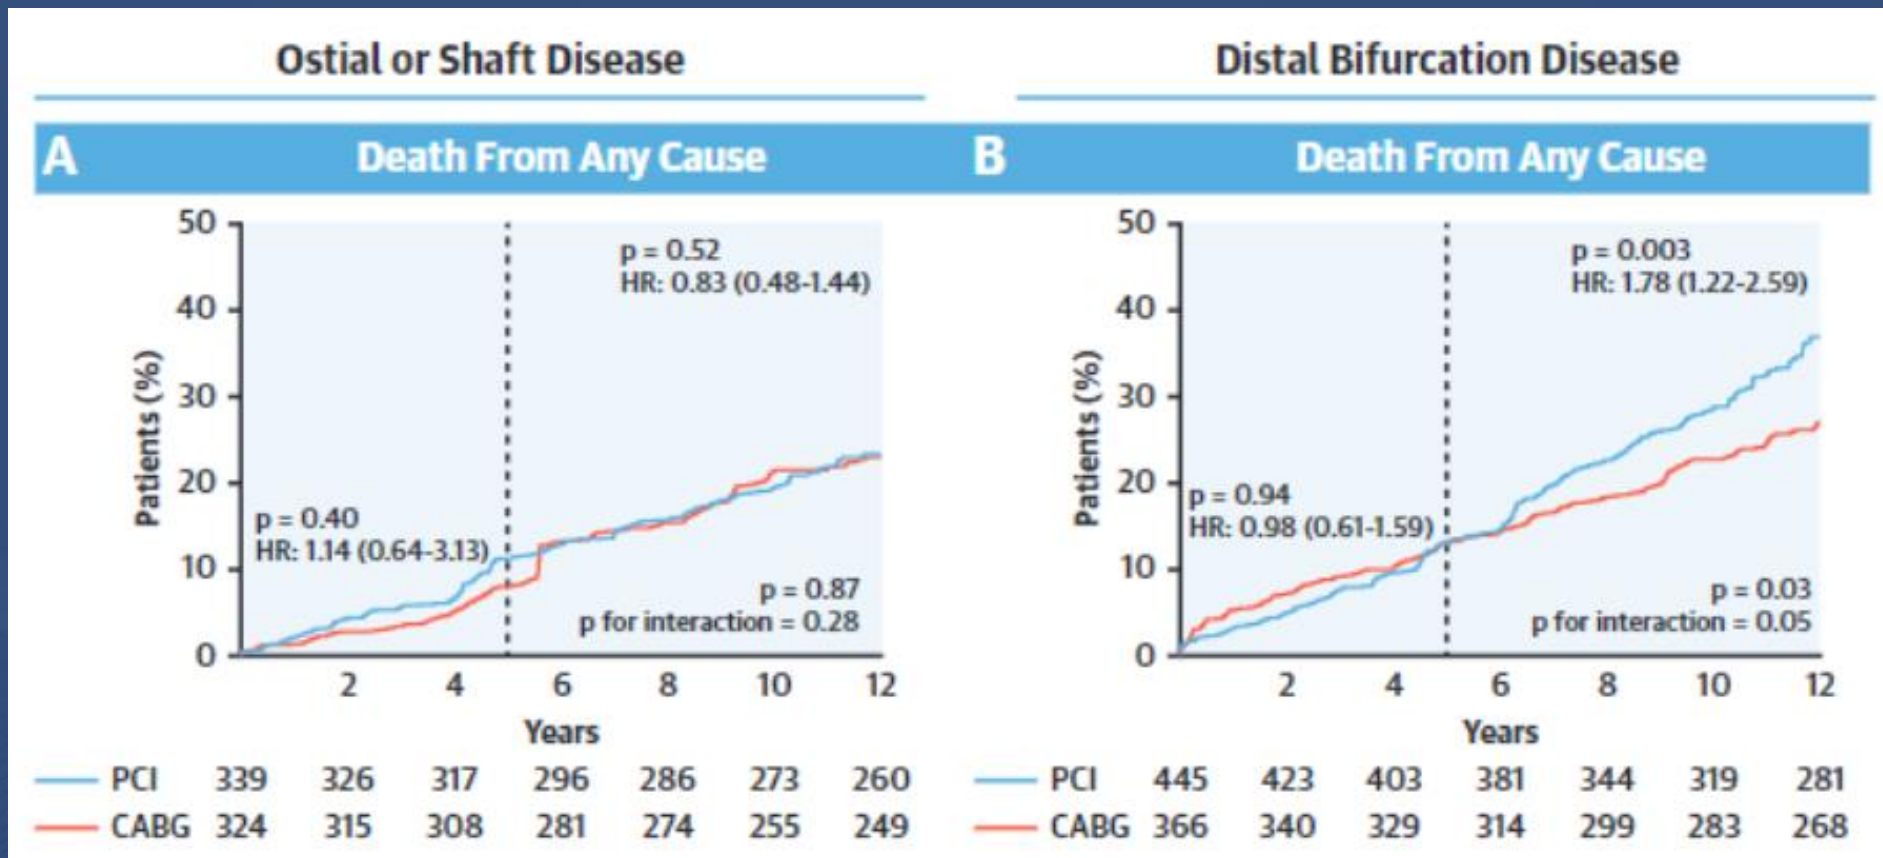 Ostial or Shaft Disease
A Death From Any Cause
50
40
30
20
10
0
Patients (%)
p = 0.52
HR: 0.83 (0.48-1.44)
p = 0.40
HR: 1.14 (0.64-3.13)
p = 0.87
p for interaction = 0.28
2 4 6 8 10 12
Years
PCI 339 326 317 296 286 273 260
CABG 324 315 308 281 274 255 249
Distal Bifurcation Disease
B Death From Any Cause
50
40
30
20
10
0
Patients (%)
p = 0.003
HR: 1.78 (1.22-2.59)
p = 0.94
HR: 0.98 (0.61-1.59)
p = 0.03
p for interaction = 0.05
2 4 6 8 10 12
Years
PCI 445 423 403 381 344 319 281
CABG 366 340 329 314 299 283 268